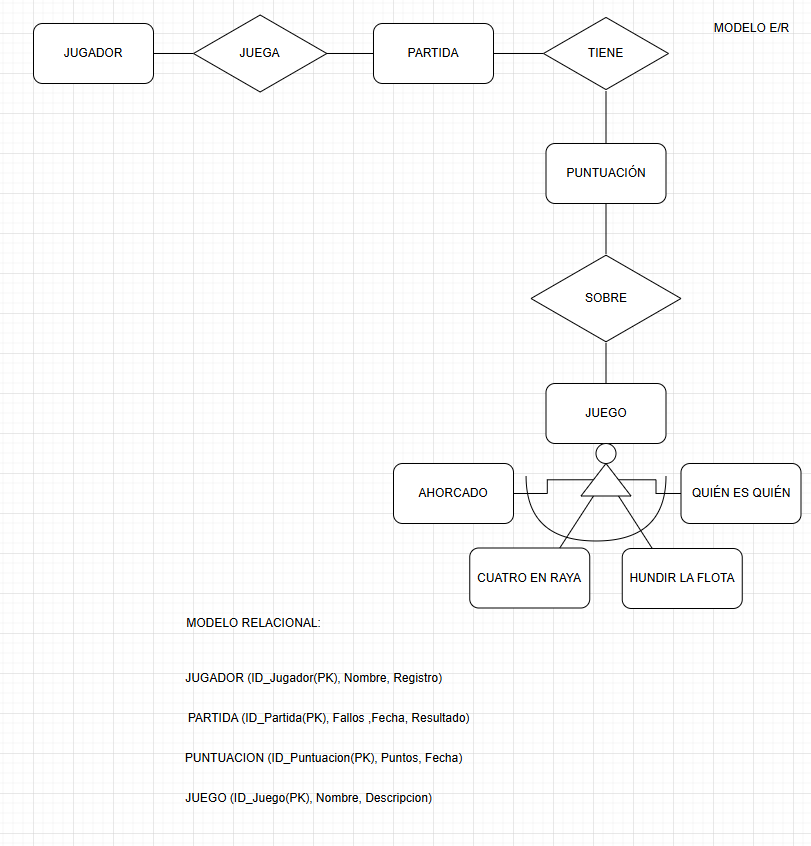 MODELO E/R
JUGADOR
JUEGA
PARTIDA
TIENE
PUNTUACIÓN
SOBRE
JUEGO
AHORCADO
QUIÉN ES QUIÉN
CUATRO EN RAYA
HUNDIR LA FLOTA
MODELO RELACIONAL:
JUGADOR (ID_Jugador(PK), Nombre, Registro)
PARTIDA (ID_Partida(PK), Fallos ,Fecha, Resultado)
PUNTUACION (ID_Puntuacion(PK), Puntos, Fecha)
JUEGO (ID_Juego(PK), Nombre, Descripcion)